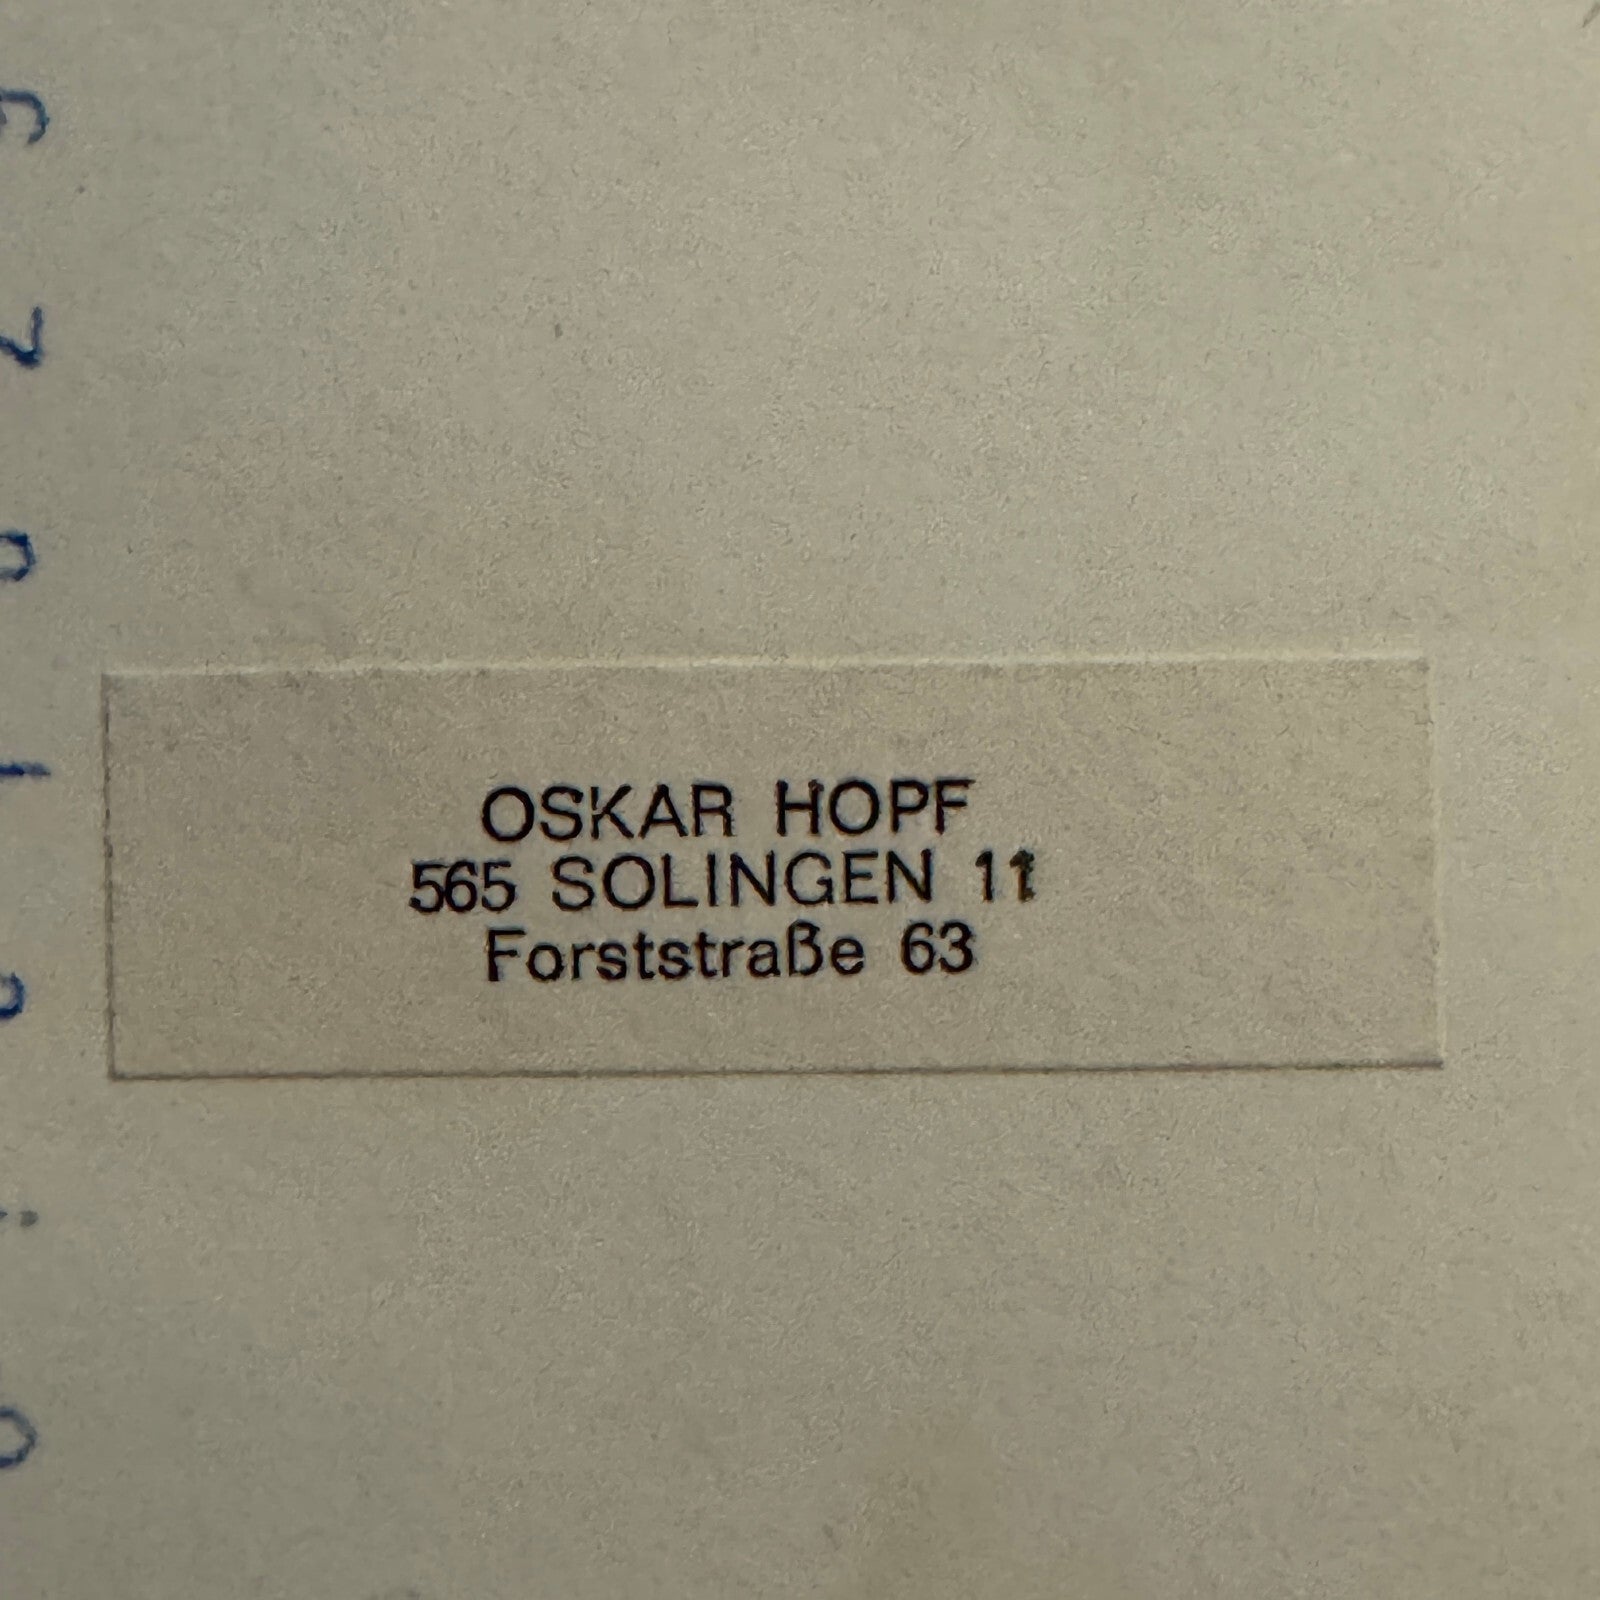 OSKAR HOPF
565 SOLINGEN 11
Forststraße 63